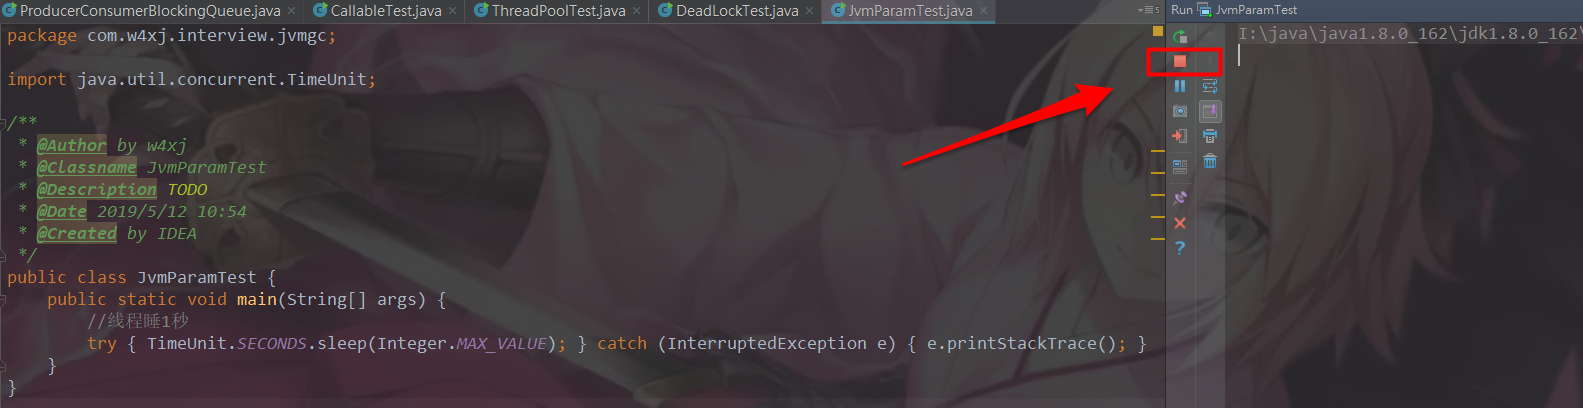 ProducerConsumerBlockingQueue.java CallableTest.java ThreadPoolTest.java DeadLockTest.java JvmParamTest.java 5 Run JvmParamTest
package com.w4xj.interview.jvmgc;
I:\java\java1.8.0_162\jdk1.8.0_162\
import java.util.concurrent.TimeUnit;
/**
* @Author by w4xj
* @Classname JvmParamTest
* @Description TODO
* @Date 2019/5/12 10:54
* @Created by IDEA
*/
public class JvmParamTest {
public static void main(String[] args) {
//线程睡1秒
try { TimeUnit.SECONDS.sleep(Integer.MAX_VALUE); } catch (InterruptedException e) { e.printStackTrace(); }
}
}